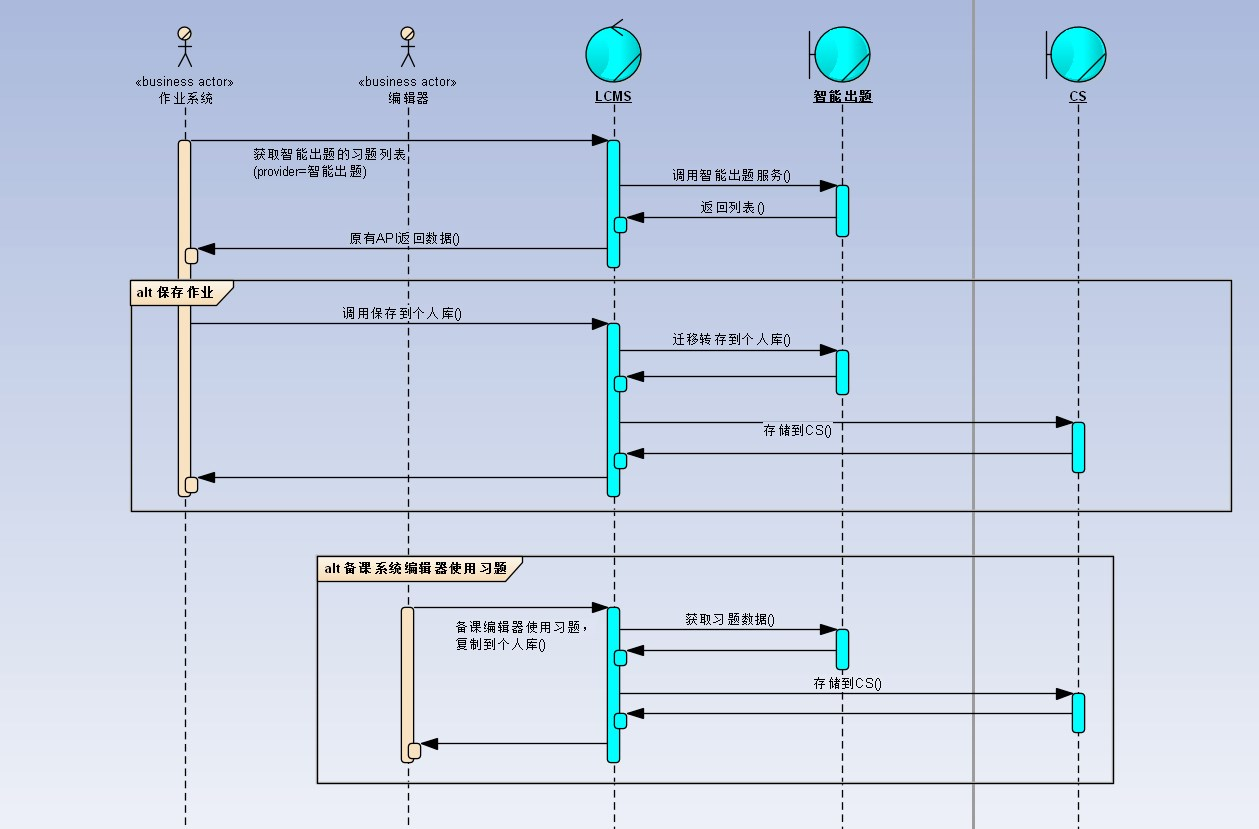 «business actor»
作业系统
«business actor»
编辑器
LCMS
智能出题
CS
获取智能出题的习题列表
(provider=智能出题)
调用智能出题服务()
返回列表()
原有API返回数据()
alt 保存作业
调用保存到个人库()
迁移转存到个人库()
存储到CS()
alt 备课系统编辑器使用习题
备课编辑器使用习题，
复制到个人库()
获取习题数据()
存储到CS()